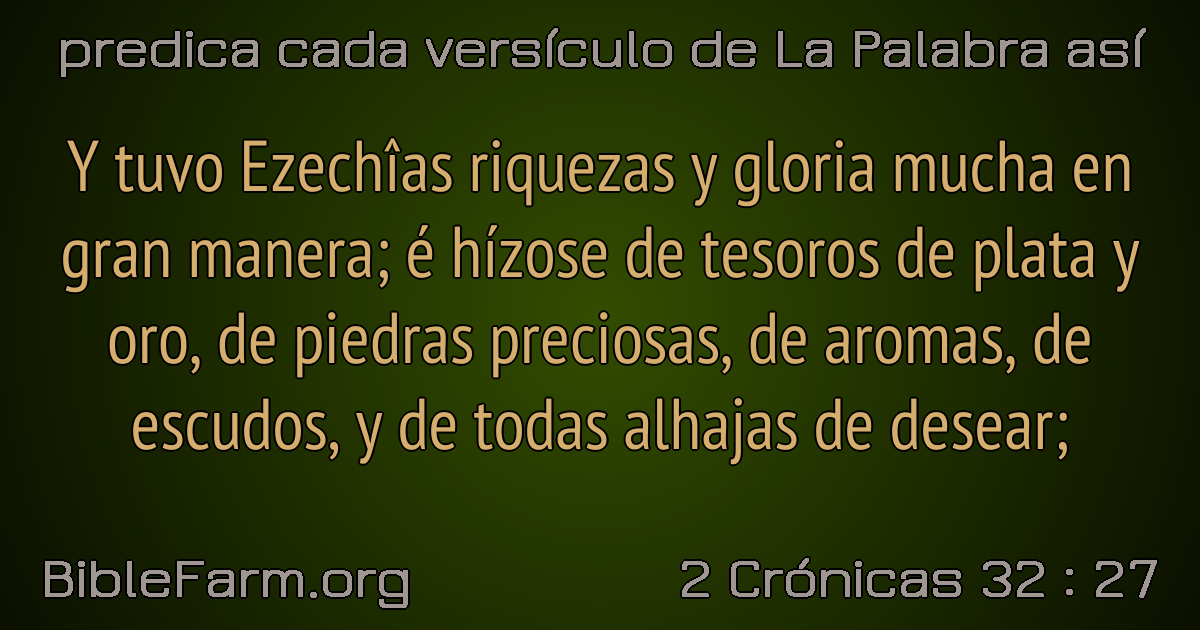 predica cada versículo de La Palabra así
Y tuvo Ezechîas riquezas y gloria mucha en
gran manera; é hízose de tesoros de plata y
oro, de piedras preciosas, de aromas, de
escudos, y de todas alhajas de desear;
BibleFarm.org
2 Crónicas 32 : 27